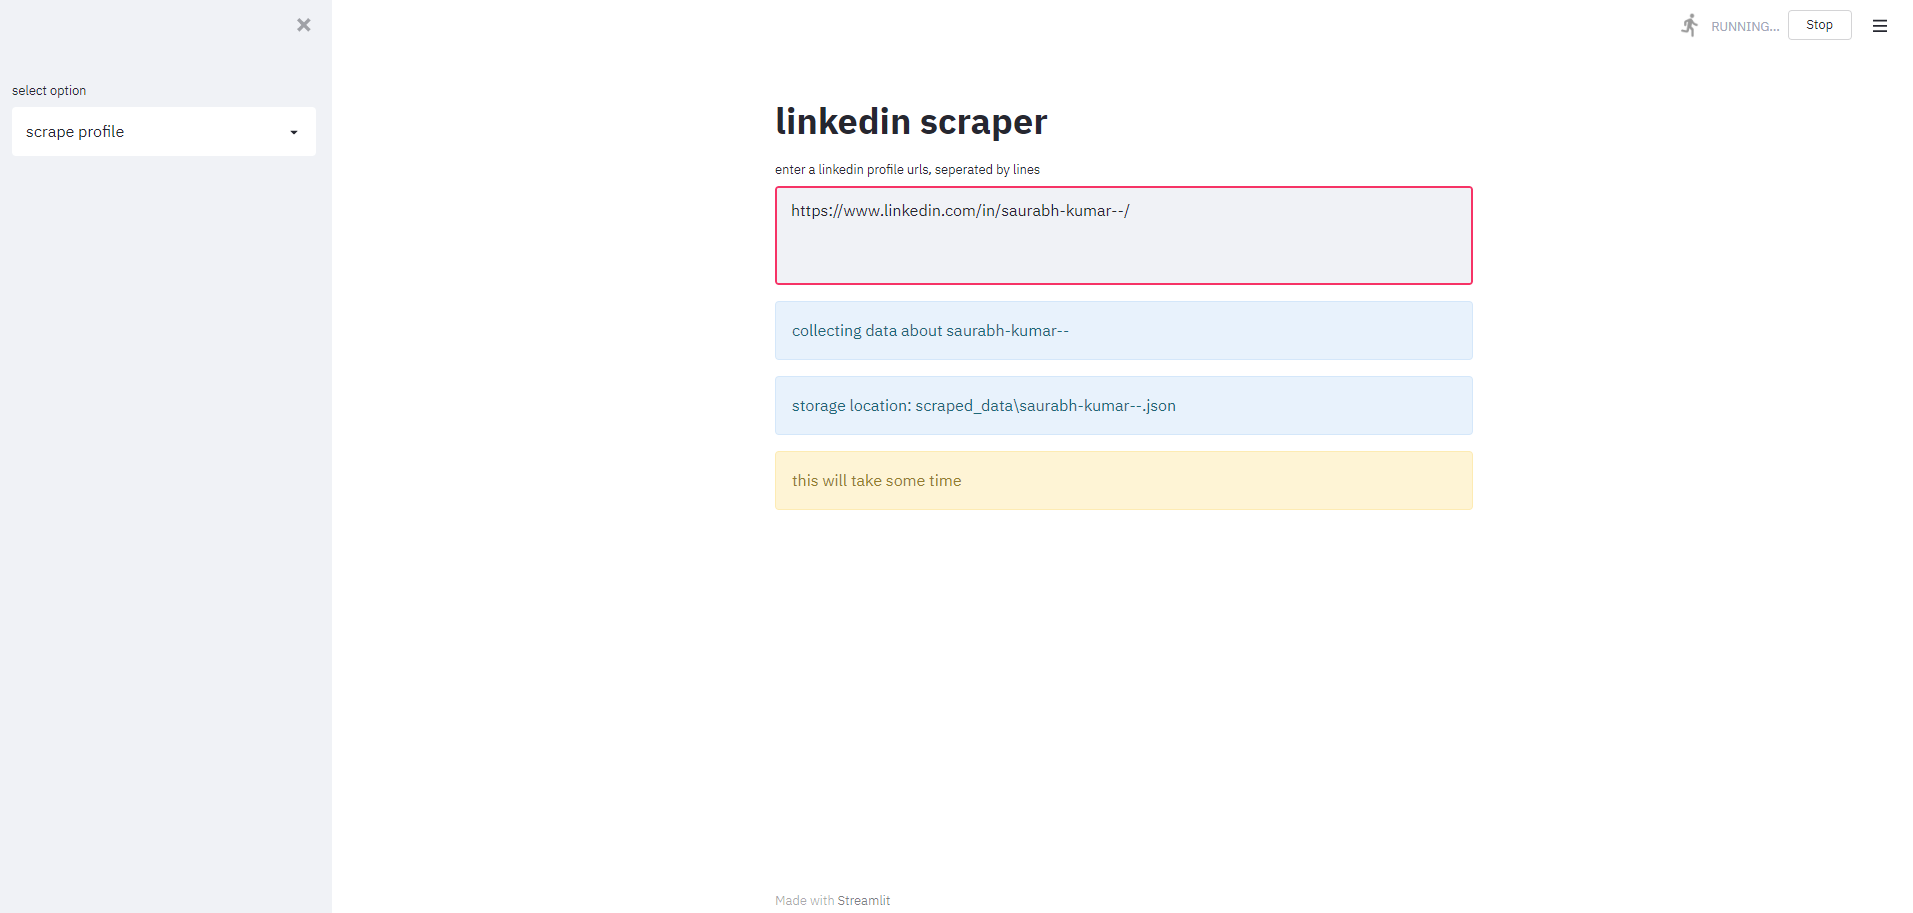 RUNNING...
Stop
select option
scrape profile
linkedin scraper
enter a linkedin profile urls, seperated by lines
https://www.linkedin.com/in/saurabh-kumar--/
collecting data about saurabh-kumar--
storage location: scraped_data\saurabh-kumar--.json
this will take some time
Made with Streamlit